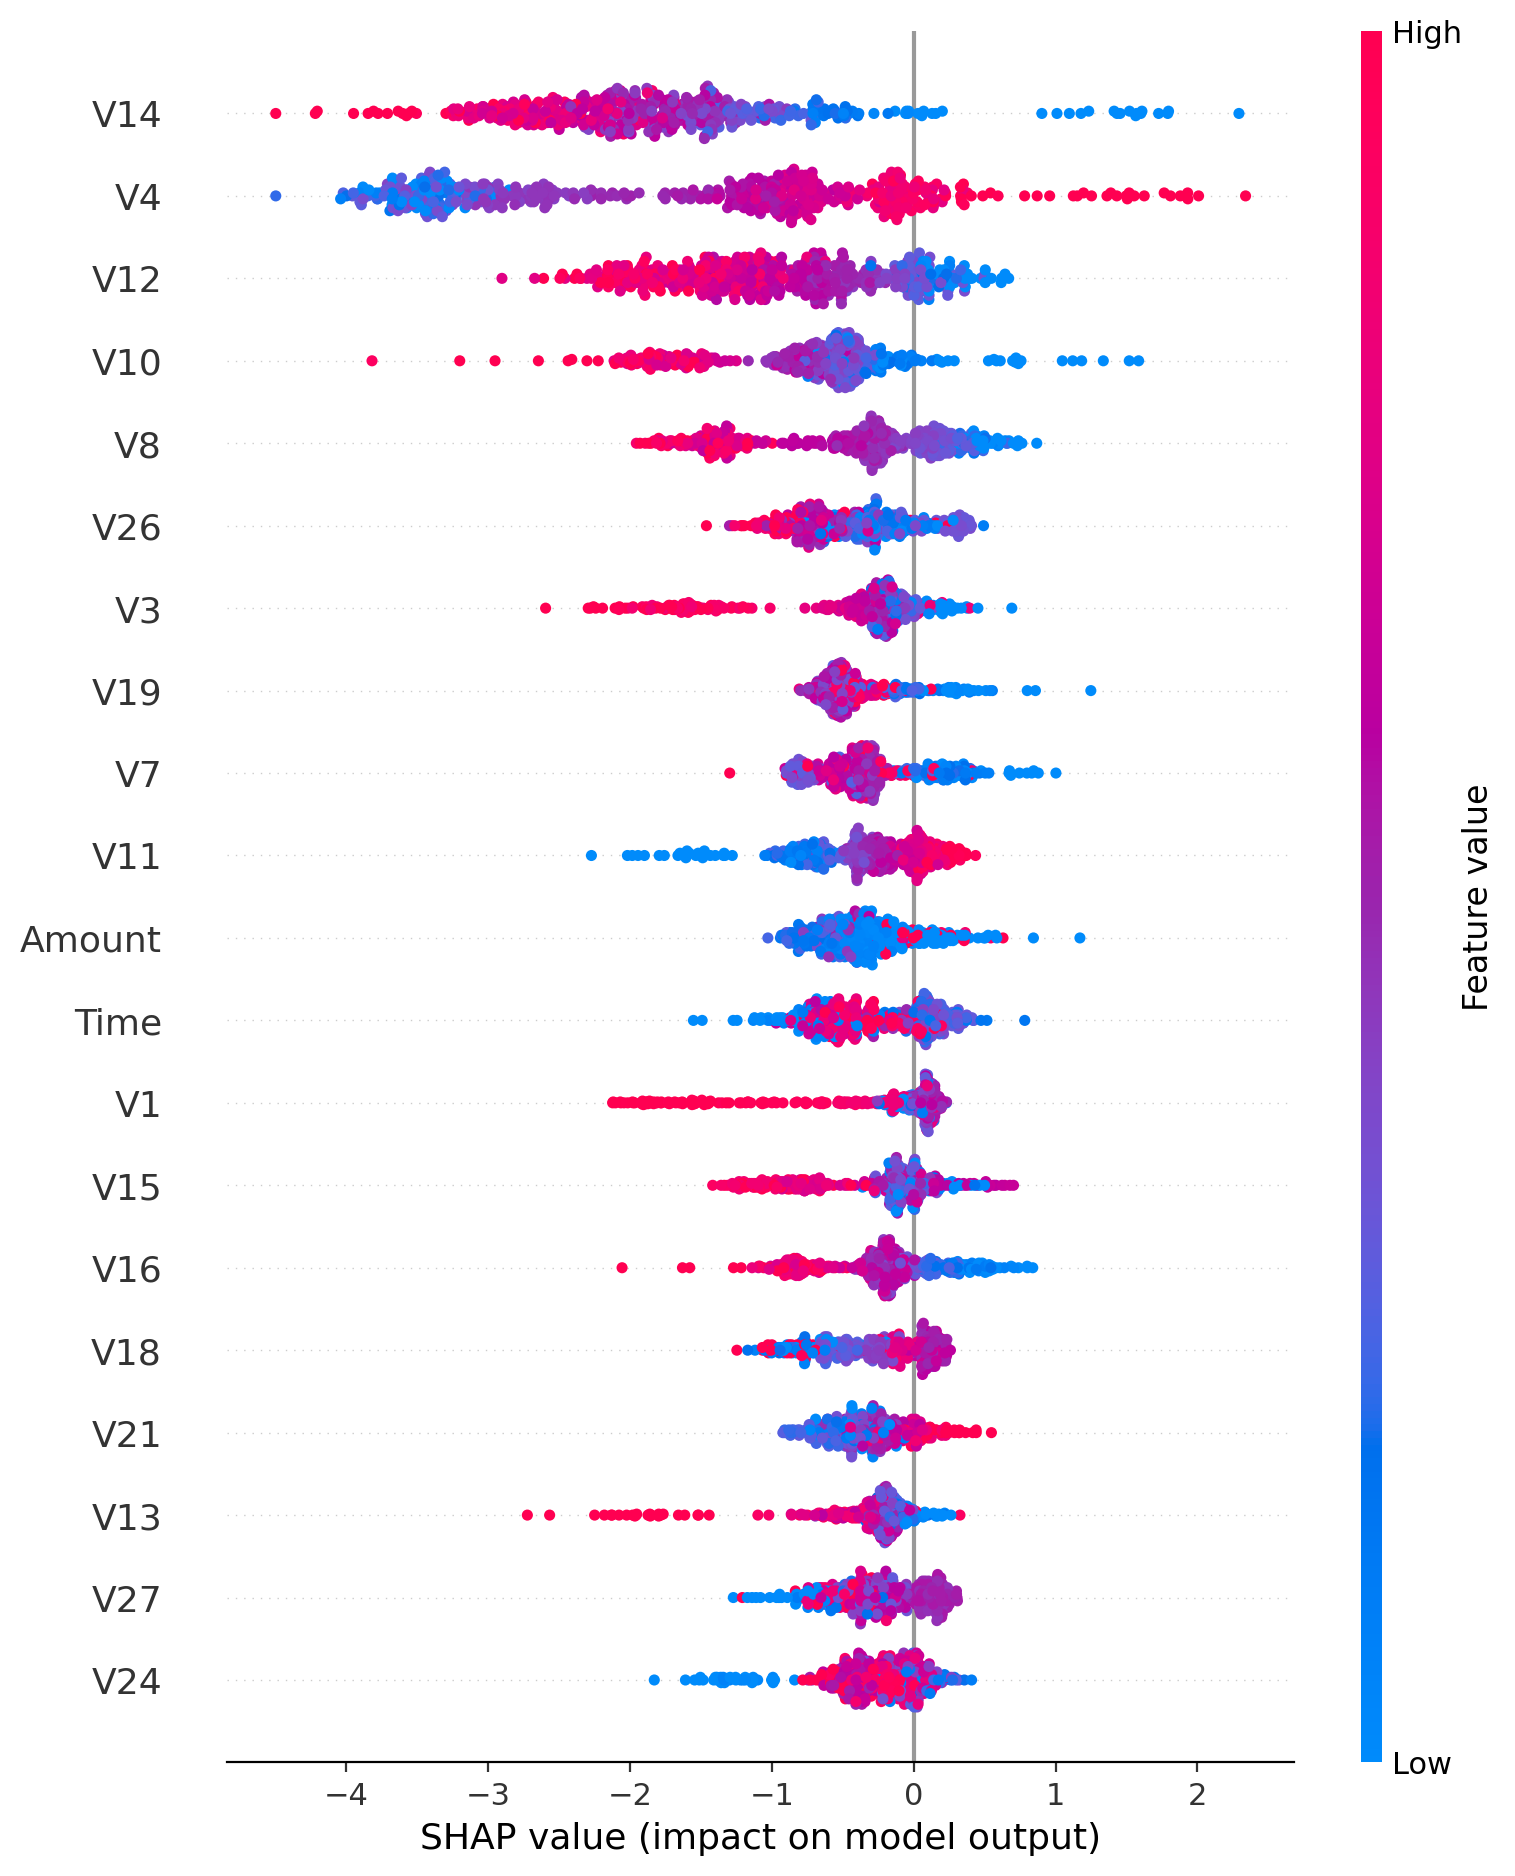 High
V14
V4
V12
V10
V8
V26
V3
V19
V7
V11
Amount
Time
V1
V15
V16
V18
V21
V13
V27
V24
Feature value
Low
−4 −3 −2 −1 0 1 2
SHAP value (impact on model output)